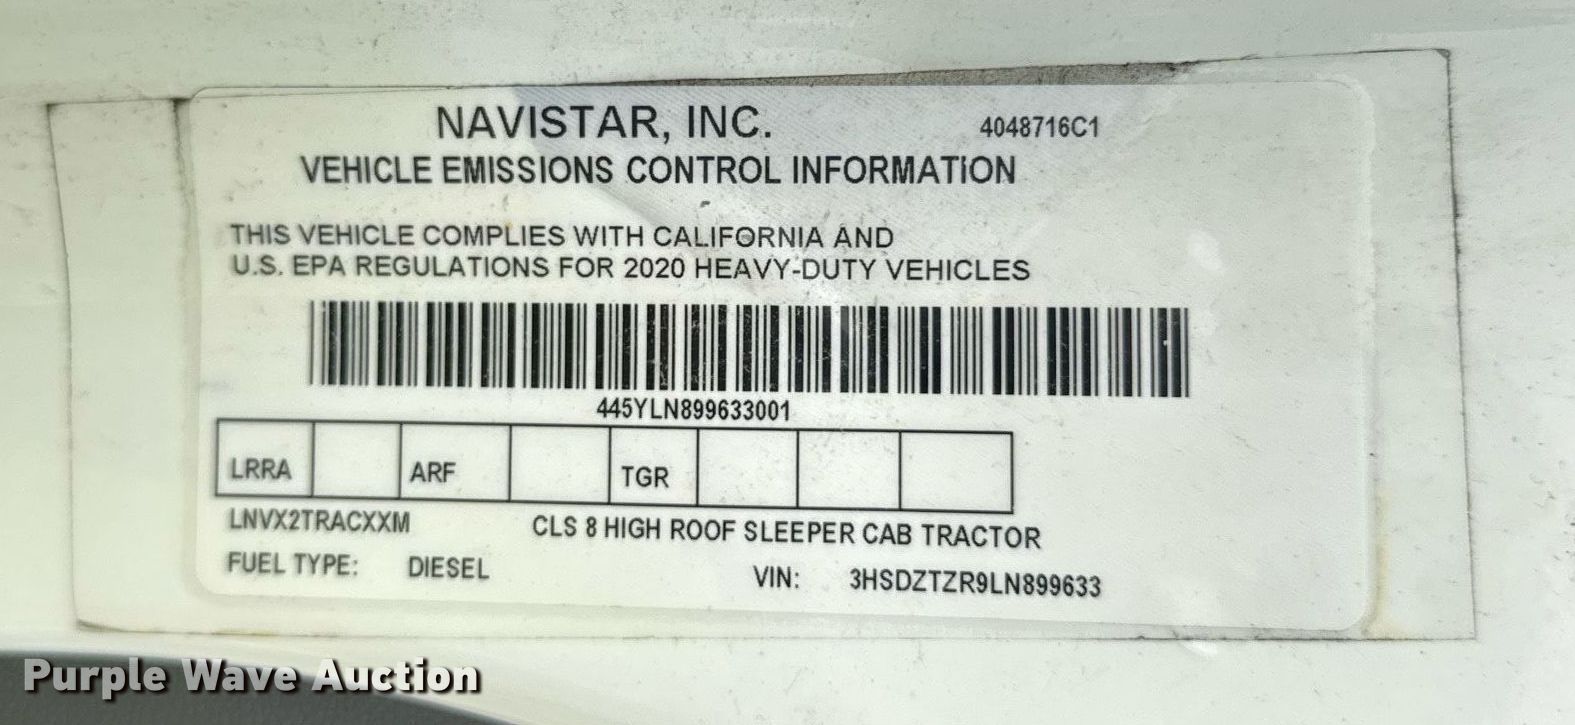 NAVISTAR, INC. 4048716C1
VEHICLE EMISSIONS CONTROL INFORMATION
THIS VEHICLE COMPLIES WITH CALIFORNIA AND
U.S. EPA REGULATIONS FOR 2020 HEAVY-DUTY VEHICLES
445YLN899633001
LRRA ARF TGR
LNVX2TRACXXM CLS 8 HIGH ROOF SLEEPER CAB TRACTOR
FUEL TYPE: DIESEL VIN: 3HSDZTZR9LN899633
Purple Wave Auction